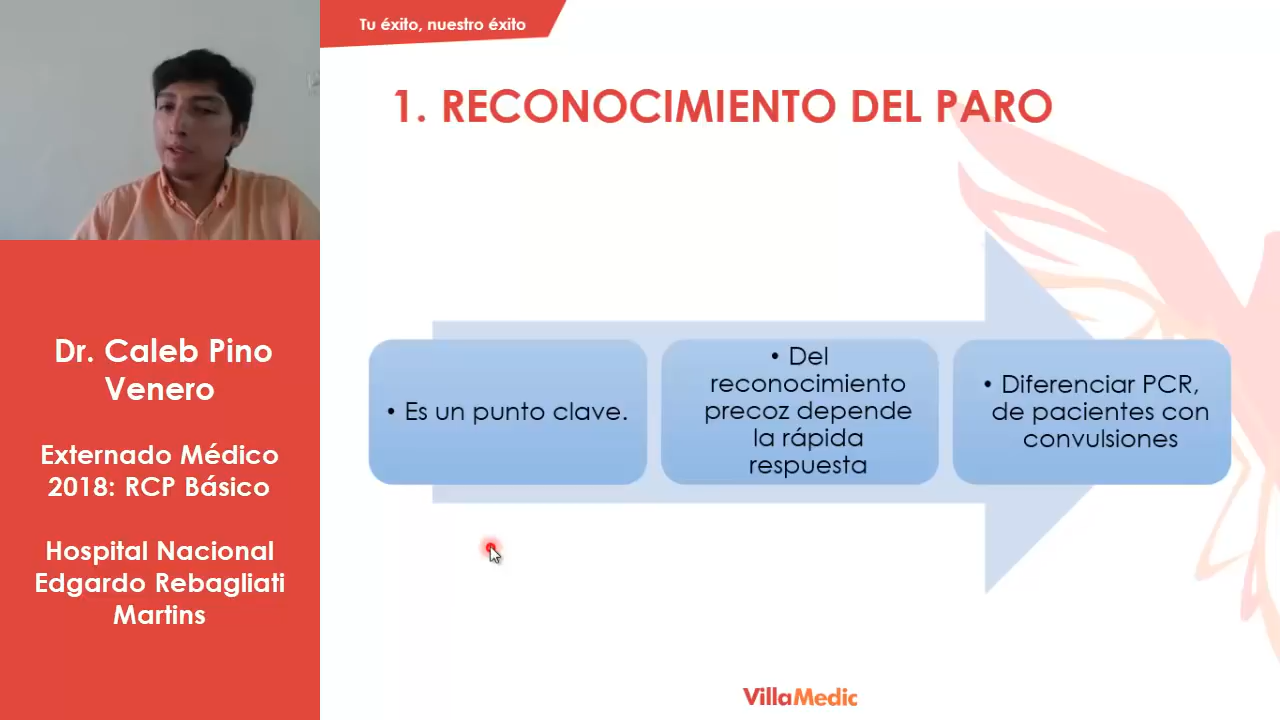 Tu éxito, nuestro éxito
1. RECONOCIMIENTO DEL PARO
Dr. Caleb Pino
Venero
Externado Médico
2018: RCP Básico
Hospital Nacional
Edgardo Rebagliati
Martins
• Es un punto clave.
• Del
reconocimiento
precoz depende
la rápida
respuesta
• Diferenciar PCR,
de pacientes con
convulsiones
VillaMedic